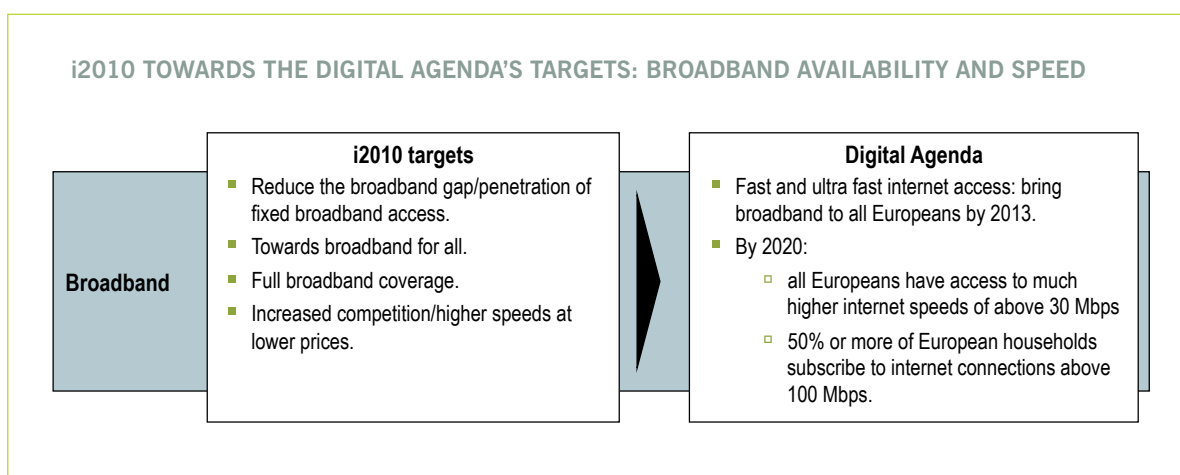 i2010 TOWARDS THE DIGITAL AGENDA'S TARGETS: BROADBAND AVAILABILITY AND SPEED
Broadband
i2010 targets
Reduce the broadband gap/penetration of
fixed broadband access.
Towards broadband for all.
Full broadband coverage.
Increased competition/higher speeds at
lower prices.
Digital Agenda
Fast and ultra fast internet access: bring
broadband to all Europeans by 2013.
By 2020:
all Europeans have access to much
higher internet speeds of above 30 Mbps
50% or more of European households
subscribe to internet connections above
100 Mbps.